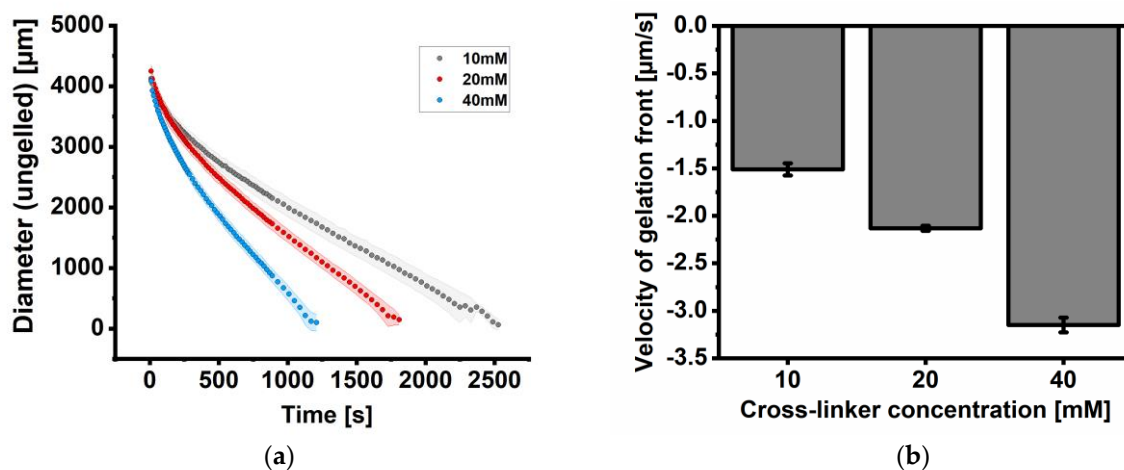 5000
4000
3000
2000
1000
0
Diameter (ungelled) [µm]
10mM
20mM
40mM
0 500 1000 1500 2000 2500
Time [s]
(a)
0.0
-0.5
-1.0
-1.5
-2.0
-2.5
-3.0
-3.5
Velocity of gelation front [µm/s]
10 20 40
Cross-linker concentration [mM]
(b)